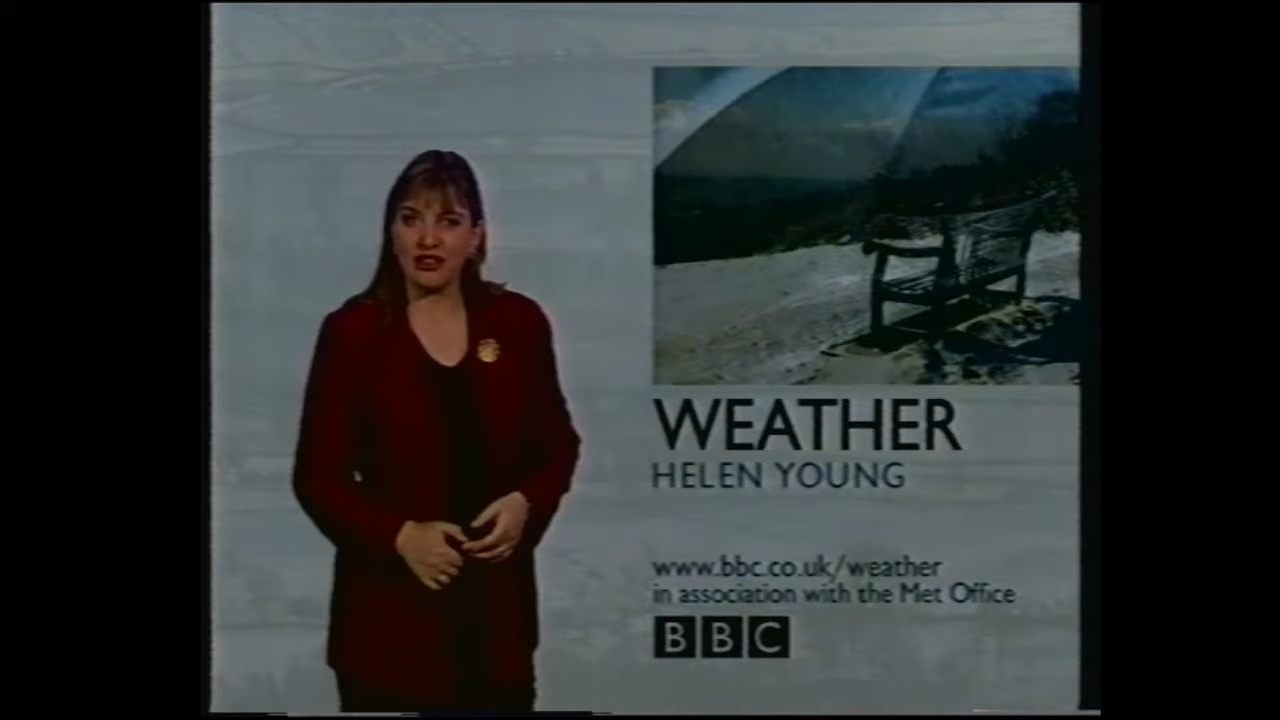 WEATHER
HELEN YOUNG
www.bbc.co.uk/weather
in association with the Met Office
BBC